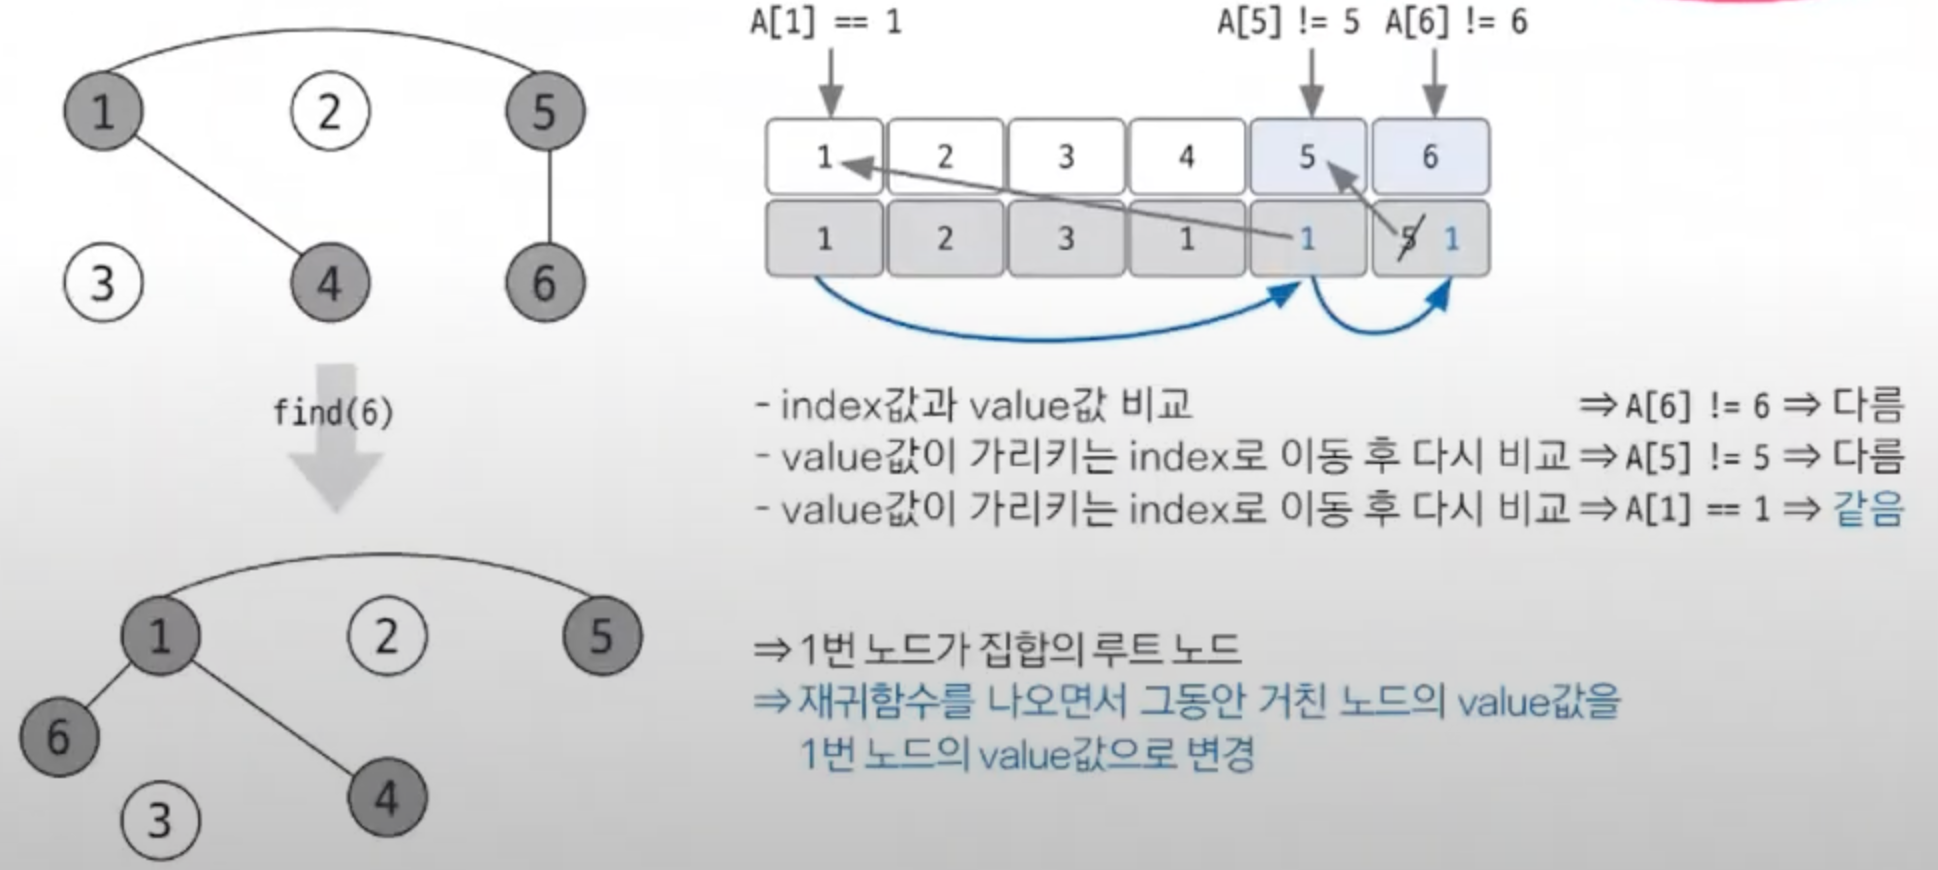 A[1] == 1
A[5] != 5 A[6] != 6
1 2 5
3 4 6
1 2 3 4 5 6
1 2 3 1 1 5 1
find(6)
- index값과 value값 비교 ⇒ A[6] != 6 ⇒ 다름
- value값이 가리키는 index로 이동 후 다시 비교 ⇒ A[5] != 5 ⇒ 다름
- value값이 가리키는 index로 이동 후 다시 비교 ⇒ A[1] == 1 ⇒ 같음
1 2 5
6
3 4
⇒ 1번 노드가 집합의 루트 노드
⇒ 재귀함수를 나오면서 그동안 거친 노드의 value값을
1번 노드의 value값으로 변경